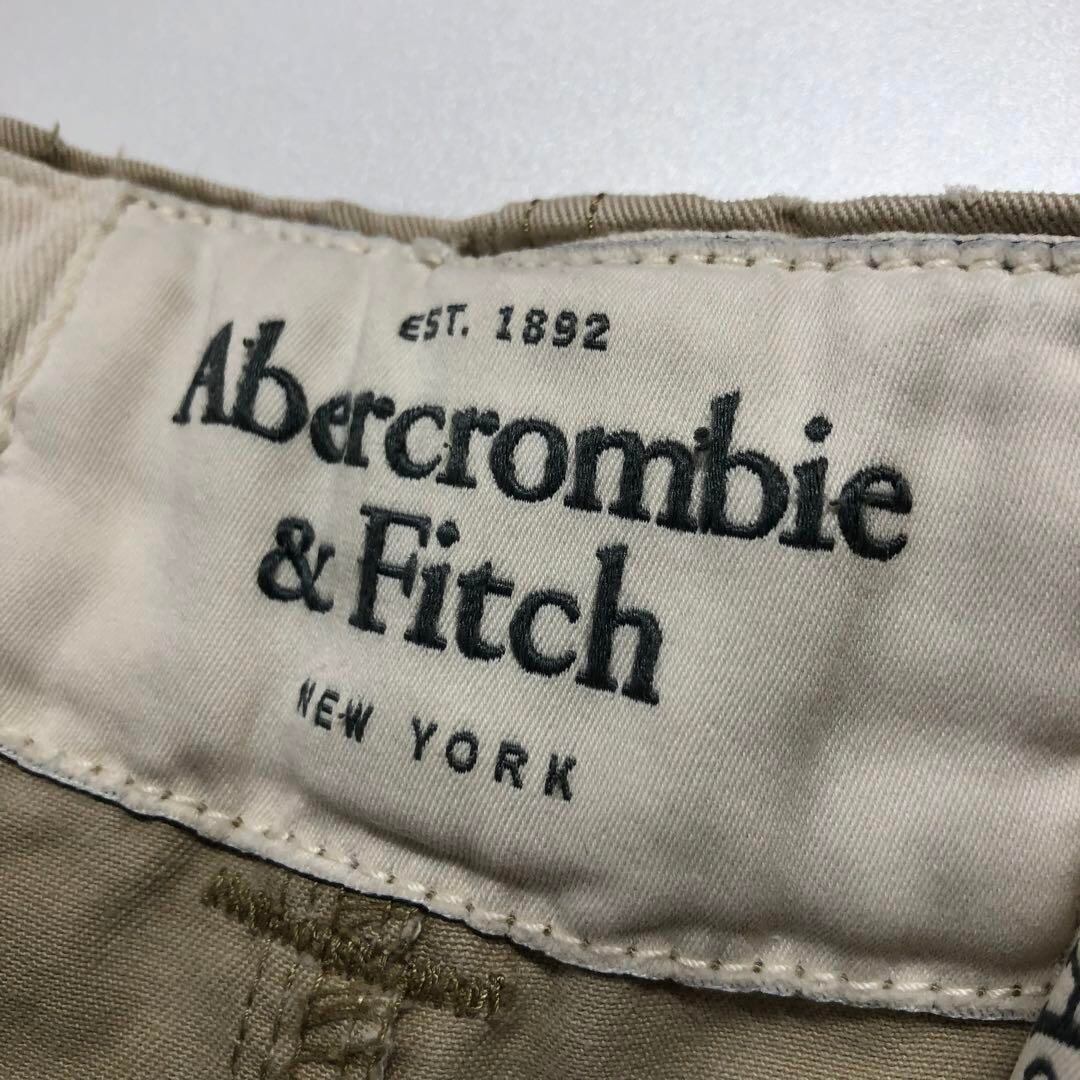 EST. 1892
Abercrombie
& Fitch
NEW YORK